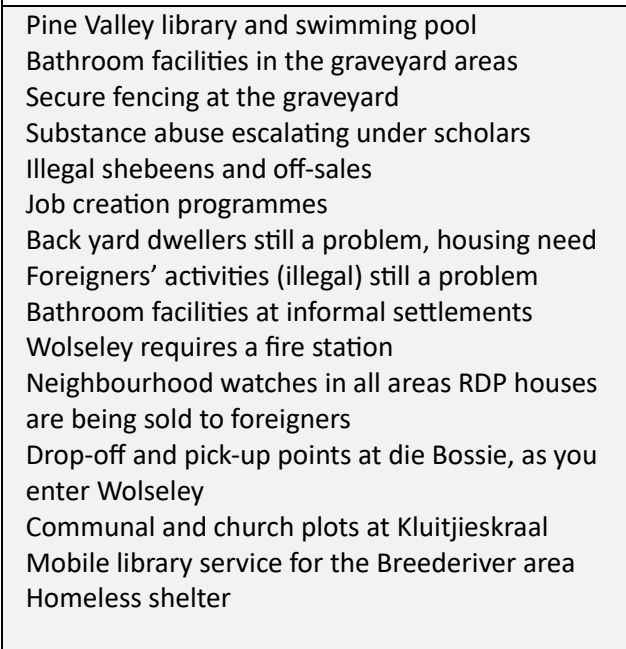 Pine Valley library and swimming pool
Bathroom facilities in the graveyard areas
Secure fencing at the graveyard
Substance abuse escalating under scholars
Illegal shebeens and off-sales
Job creation programmes
Back yard dwellers still a problem, housing need
Foreigners’ activities (illegal) still a problem
Bathroom facilities at informal settlements
Wolseley requires a fire station
Neighbourhood watches in all areas RDP houses
are being sold to foreigners
Drop-off and pick-up points at die Bossie, as you
enter Wolseley
Communal and church plots at Kluitjieskraal
Mobile library service for the Breederiver area
Homeless shelter